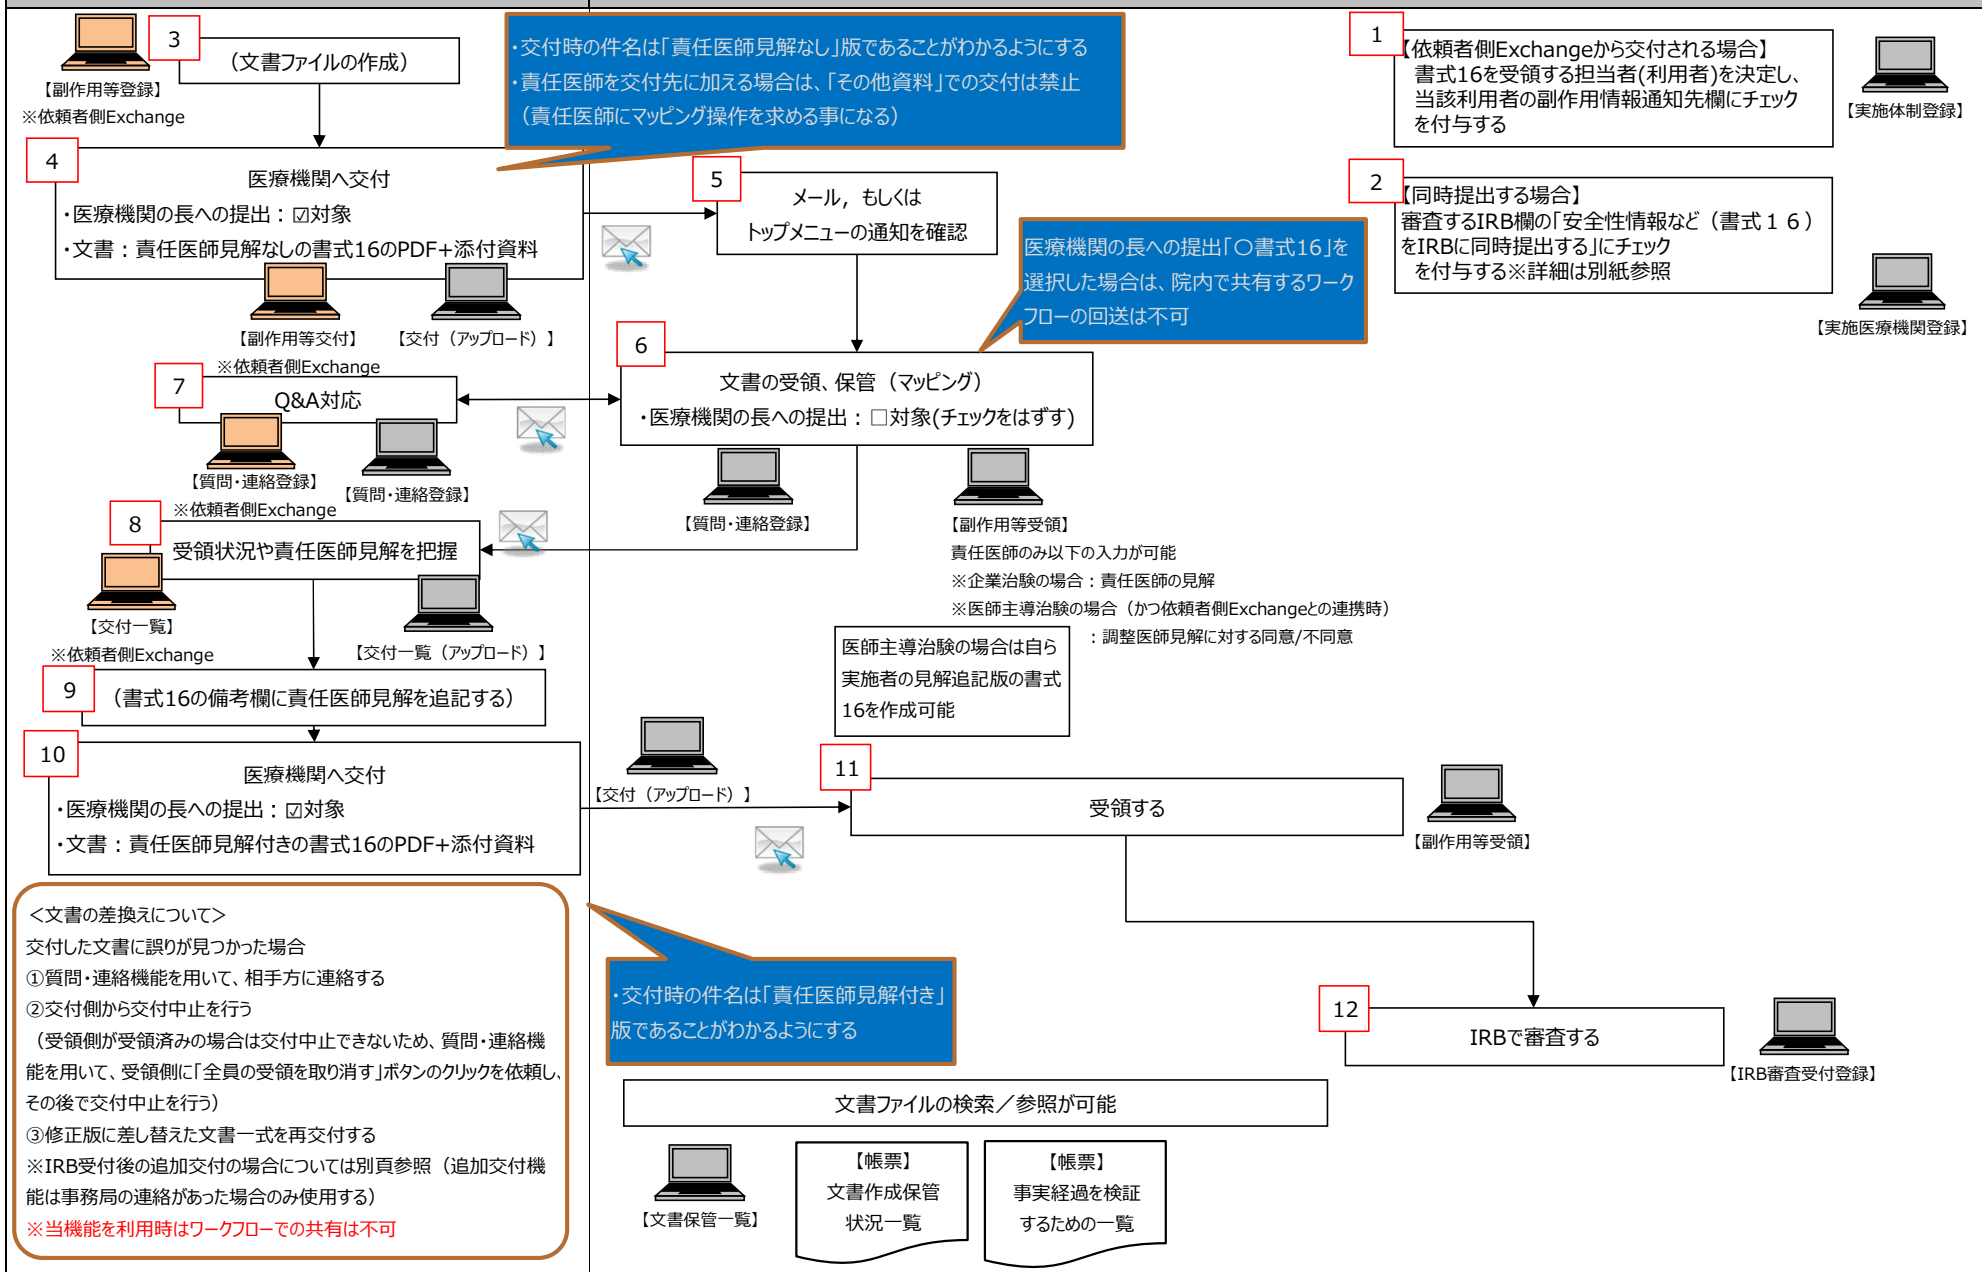 3
(文書ファイルの作成)
【副作用等登録】
※依頼者側Exchange
・交付時の件名は「責任医師見解なし」版であることがわかるようにする
・責任医師を交付先に加える場合は、「その他資料」での交付は禁止
（責任医師にマッピング操作を求める事になる）
1
【依頼者側Exchangeから交付される場合】
書式16を受領する担当者(利用者)を決定し、
当該利用者の副作用情報通知先欄にチェック
を付与する
【実施体制登録】
4
医療機関へ交付
・医療機関の長への提出：☑対象
・文書：責任医師見解なしの書式16のPDF+添付資料
【副作用等交付】
※依頼者側Exchange
【交付（アップロード）】
5
メール，もしくは
トップメニューの通知を確認
2
【同時提出する場合】
審査するIRB欄の「安全性情報など（書式１６）
をIRBに同時提出する」にチェック
を付与する※詳細は別紙参照
【実施医療機関登録】
医療機関の長への提出「○書式16」を
選択した場合は、院内で共有するワーク
フローの回送は不可
6
文書の受領、保管（マッピング）
・医療機関の長への提出：□対象(チェックをはずす)
【質問・連絡登録】
【副作用等受領】
責任医師のみ以下の入力が可能
※企業治験の場合：責任医師の見解
※医師主導治験の場合（かつ依頼者側Exchangeとの連携時）
：調整医師見解に対する同意/不同意
7
Q&A対応
【質問・連絡登録】
※依頼者側Exchange
【質問・連絡登録】
8
受領状況や責任医師見解を把握
【交付一覧】
※依頼者側Exchange
【交付一覧（アップロード）】
医師主導治験の場合は自ら
実施者の見解追記版の書式
16を作成可能
9
（書式16の備考欄に責任医師見解を追記する）
10
医療機関へ交付
・医療機関の長への提出：☑対象
・文書：責任医師見解付きの書式16のPDF+添付資料
【交付（アップロード）】
11
受領する
【副作用等受領】
＜文書の差換えについて＞
交付した文書に誤りが見つかった場合
①質問・連絡機能を用いて、相手方に連絡する
②交付側から交付中止を行う
（受領側が受領済みの場合は交付中止できないため、質問・連絡機
能を用いて、受領側に「全員の受領を取り消す」ボタンのクリックを依頼し、
その後で交付中止を行う）
③修正版に差し替えた文書一式を再交付する
※IRB受付後の追加交付の場合については別頁参照（追加交付機
能は事務局の連絡があった場合のみ使用する）
※当機能を利用時はワークフローでの共有は不可
・交付時の件名は「責任医師見解付き」
版であることがわかるようにする
12
IRBで審査する
【IRB審査受付登録】
文書ファイルの検索／参照が可能
【文書保管一覧】
【帳票】
文書作成保管
状況一覧
【帳票】
事実経過を検証
するための一覧